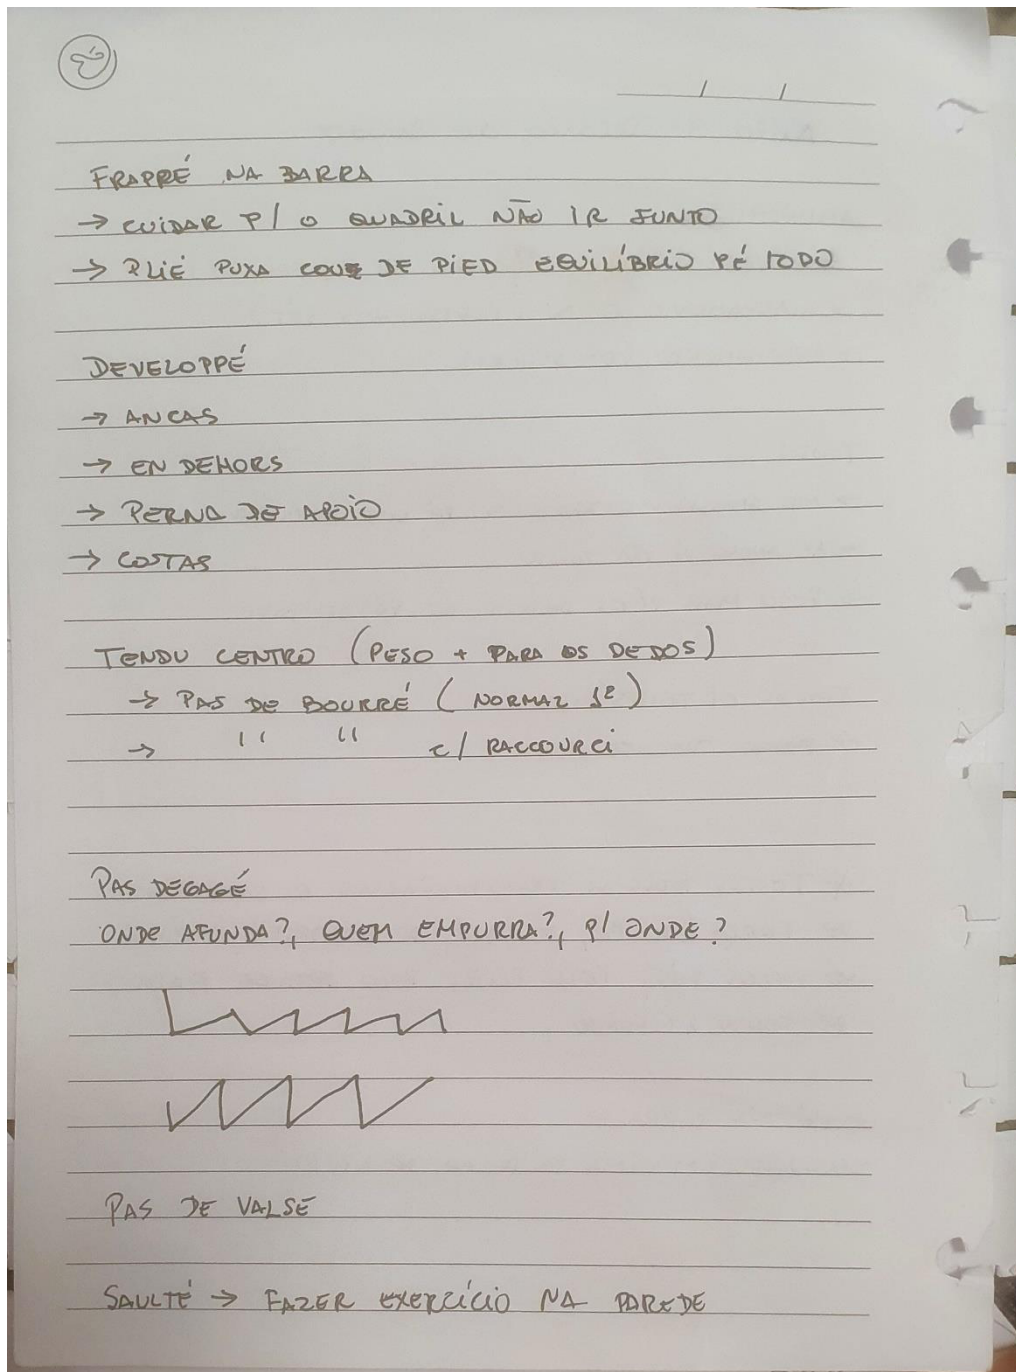 / /
FRAPPÉ NA BARRA
→ CUIDAR P/ O QUADRIL NÃO IR JUNTO
→ PLIÉ PUXA COU DE PIED EQUILÍBRIO PÉ TODO
DEVELOPPÉ
→ ANCAS
→ EN DEHORS
→ PERNA DE APOIO
→ COSTAS
TENDU CENTRO (PESO + PARA OS DEDOS)
→ PAS DE BOURRÉ (NORMAL 1º)
→ " " c/ RACCOURCI
PAS DEGAGÉ
ONDE AFUNDA?, QUEM EMPURRA?, P/ ONDE?
PAS DE VALSE
SAULTÉ → FAZER EXERCÍCIO NA PAREDE